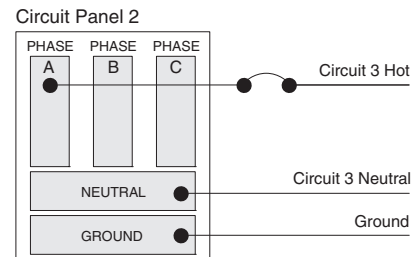 Circuit Panel 2
PHASE PHASE PHASE
A B C
Circuit 3 Hot
NEUTRAL
Circuit 3 Neutral
GROUND
Ground